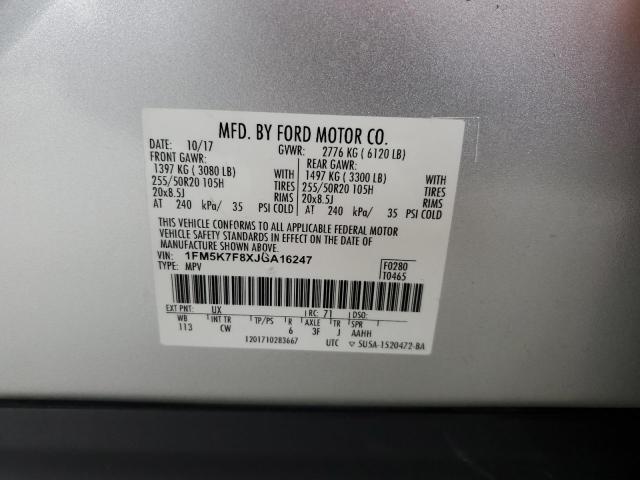 MFD. BY FORD MOTOR CO.
DATE: 10/17 GVWR: 2776 KG ( 6120 LB)
FRONT GAWR: REAR GAWR:
1397 KG ( 3080 LB) WITH 1497 KG ( 3300 LB) WITH
255/50R20 105H TIRES 255/50R20 105H TIRES
20x8.5J RIMS 20x8.5J RIMS
AT 240 kPa/ 35 PSI COLD AT 240 kPa/ 35 PSI COLD
THIS VEHICLE CONFORMS TO ALL APPLICABLE FEDERAL MOTOR
VEHICLE SAFETY STANDARDS IN EFFECT ON THE DATE OF
MANUFACTURE SHOWN ABOVE.
VIN: 1FM5K7F8XJGA16247 F0280
TYPE: MPV T0465
EXT PNT: UX RC: 71 DSO:
WB INT TR TP/PS R AXLE TR SPR
113 CW 6 3F J AAHH
1201710283667 UTC ▽ SU5A-1520472-BA